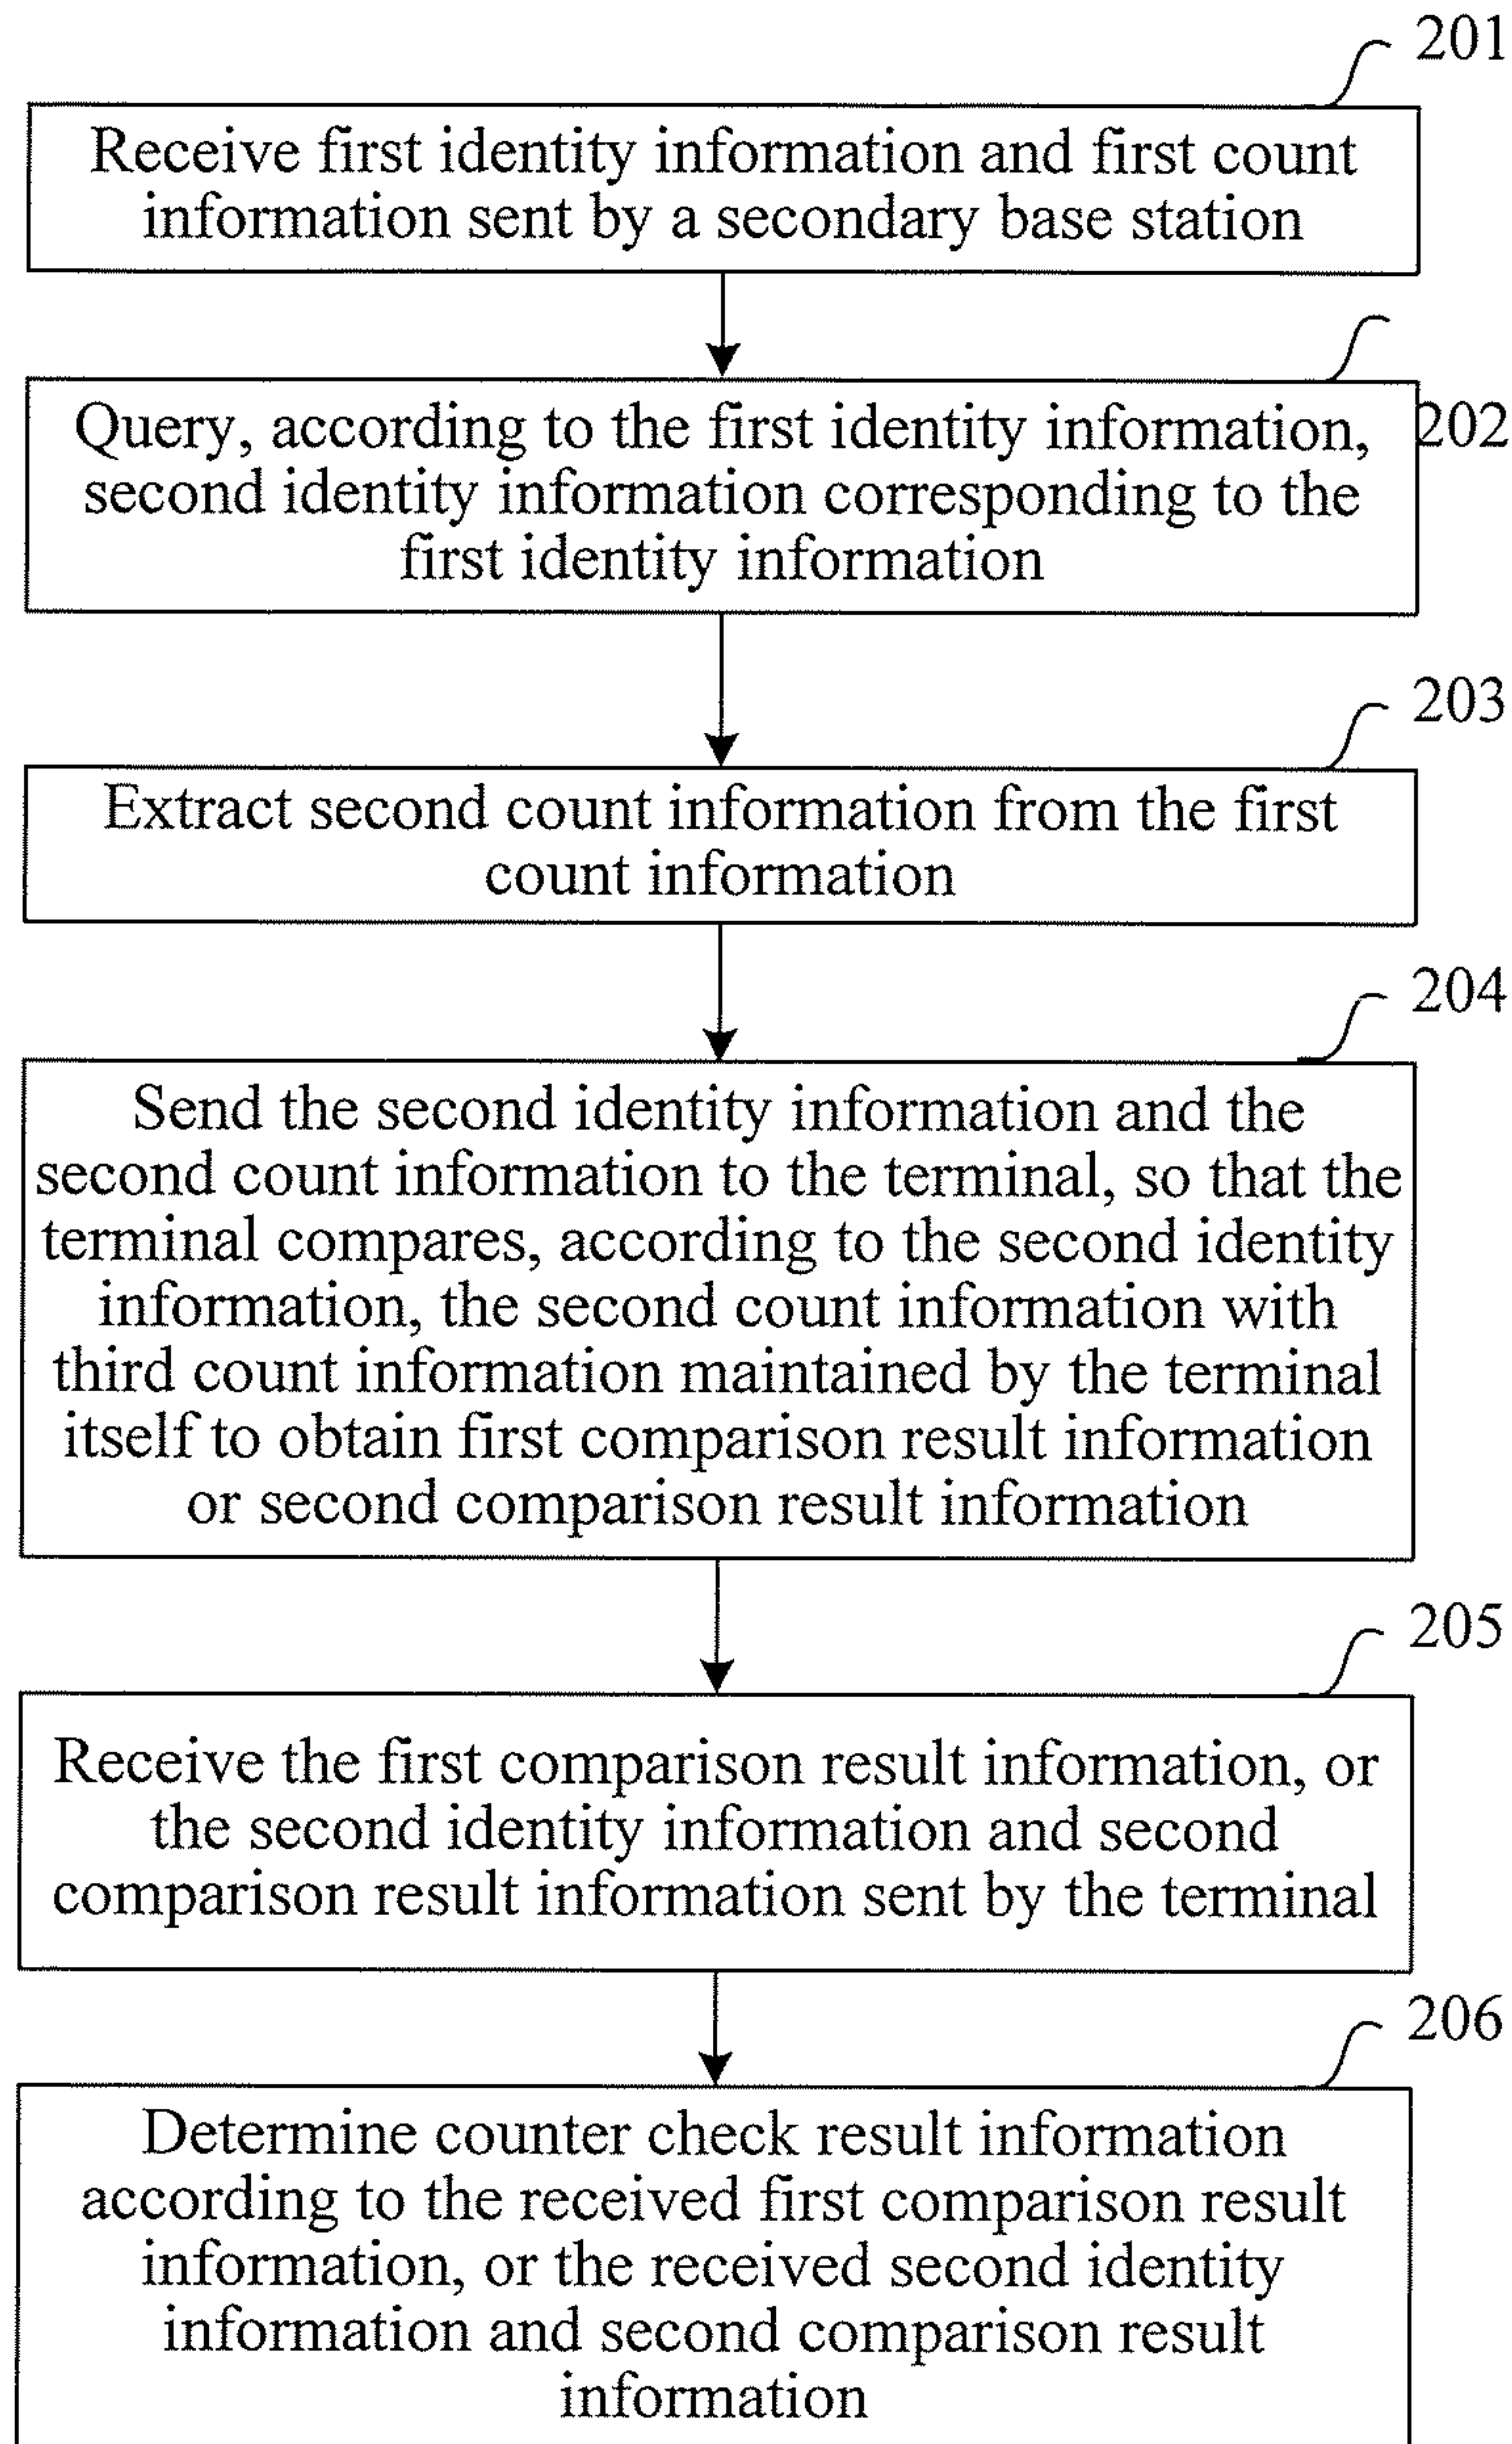 201
Receive first identity information and first count
information sent by a secondary base station
202
Query, according to the first identity information,
second identity information corresponding to the
first identity information
203
Extract second count information from the first
count information
204
Send the second identity information and the
second count information to the terminal, so that the
terminal compares, according to the second identity
information, the second count information with
third count information maintained by the terminal
itself to obtain first comparison result information
or second comparison result information
205
Receive the first comparison result information, or
the second identity information and second
comparison result information sent by the terminal
206
Determine counter check result information
according to the received first comparison result
information, or the received second identity
information and second comparison result
information